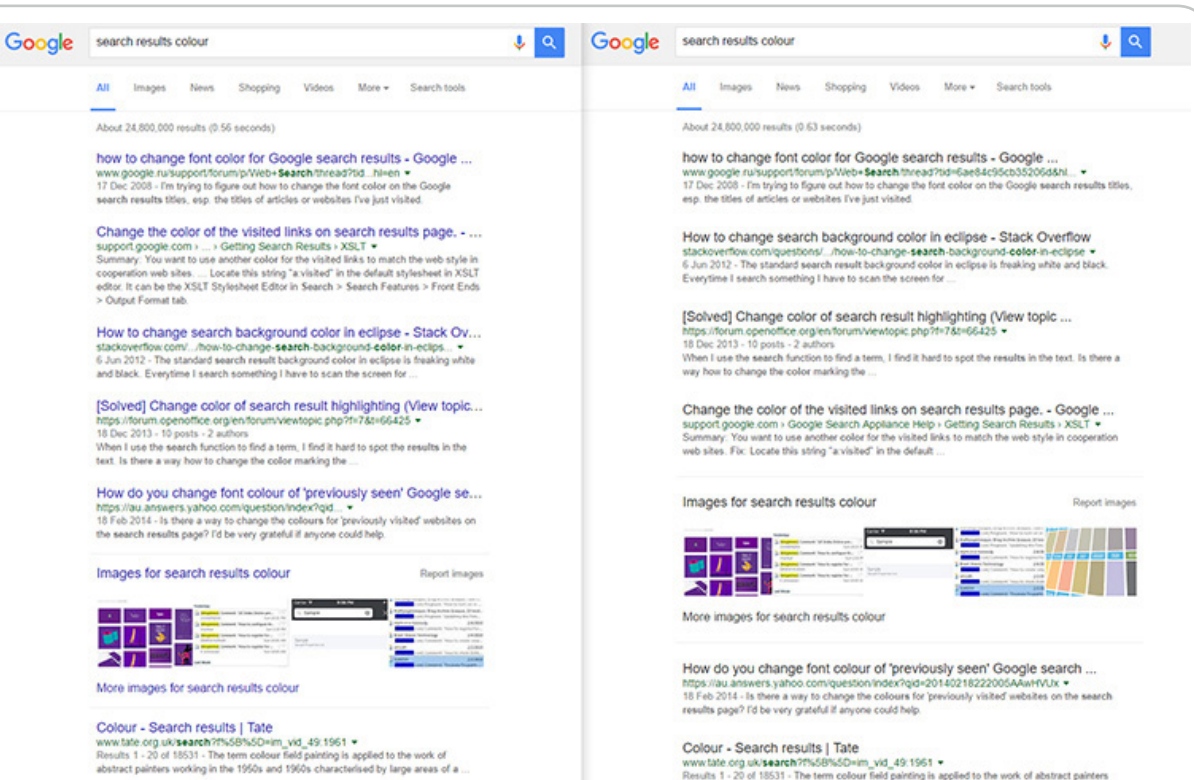 Google
search results colour
All Images News Shopping Videos More Search tools
About 24,800,000 results (0.56 seconds)
how to change font color for Google search results - Google ...
www.google.ru/support/forum/p/Web+Search/thread?tid...hl=en
17 Dec 2008 - I'm trying to figure out how to change the font color on the Google
search results titles, esp. the titles of articles or websites I've just visited.
Change the color of the visited links on search results page. - ...
support.google.com › ... › Getting Search Results › XSLT
Summary: You want to use another color for the visited links to match the web style in
cooperation web sites. ... Locate this string "a visited" in the default stylesheet in XSLT
editor. It can be the XSLT Stylesheet Editor in Search > Search Features > Front Ends
> Output Format tab.
How to change search background color in eclipse - Stack Ov...
stackoverflow.com/.../how-to-change-search-background-color-in-eclips...
6 Jun 2012 - The standard search result background color in eclipse is freaking white
and black. Everytime I search something I have to scan the screen for ...
[Solved] Change color of search result highlighting (View topic...
https://forum.openoffice.org/en/forum/viewtopic.php?f=7&t=66425
18 Dec 2013 - 10 posts - 2 authors
When I use the search function to find a term, I find it hard to spot the results in the
text. Is there a way how to change the color marking the ...
How do you change font colour of 'previously seen' Google se...
https://au.answers.yahoo.com/question/index?qid...
18 Feb 2014 - Is there a way to change the colours for 'previously visited' websites on
the search results page? I'd be very grateful if anyone could help.
Images for search results colour
Report images
More images for search results colour
Colour - Search results | Tate
www.tate.org.uk/search?f%5B%5D=im_vid_49:1961
Results 1 - 20 of 18531 - The term colour field painting is applied to the work of
abstract painters working in the 1950s and 1960s characterised by large areas of a ...
Google
search results colour
All Images News Shopping Videos More Search tools
About 24,800,000 results (0.63 seconds)
how to change font color for Google search results - Google ...
www.google.ru/support/forum/p/Web+Search/thread?tid=6ae84c95cb35206d&hl...
17 Dec 2008 - I'm trying to figure out how to change the font color on the Google search results titles,
esp. the titles of articles or websites I've just visited.
How to change search background color in eclipse - Stack Overflow
stackoverflow.com/questions/.../how-to-change-search-background-color-in-eclipse
6 Jun 2012 - The standard search result background color in eclipse is freaking white and black.
Everytime I search something I have to scan the screen for ...
[Solved] Change color of search result highlighting (View topic ...
https://forum.openoffice.org/en/forum/viewtopic.php?f=7&t=66425
18 Dec 2013 - 10 posts - 2 authors
When I use the search function to find a term, I find it hard to spot the results in the text. Is there a
way how to change the color marking the ...
Change the color of the visited links on search results page. - Google ...
support.google.com › Google Search Appliance Help › Getting Search Results › XSLT
Summary: You want to use another color for the visited links to match the web style in cooperation
web sites. Fix: Locate this string "a visited" in the default ...
Images for search results colour
Report images
More images for search results colour
How do you change font colour of 'previously seen' Google search ...
https://au.answers.yahoo.com/question/index?qid=20140218222005AAwHVUx
18 Feb 2014 - Is there a way to change the colours for 'previously visited' websites on the search
results page? I'd be very grateful if anyone could help.
Colour - Search results | Tate
www.tate.org.uk/search?f%5B%5D=im_vid_49:1961
Results 1 - 20 of 18531 - The term colour field painting is applied to the work of abstract painters